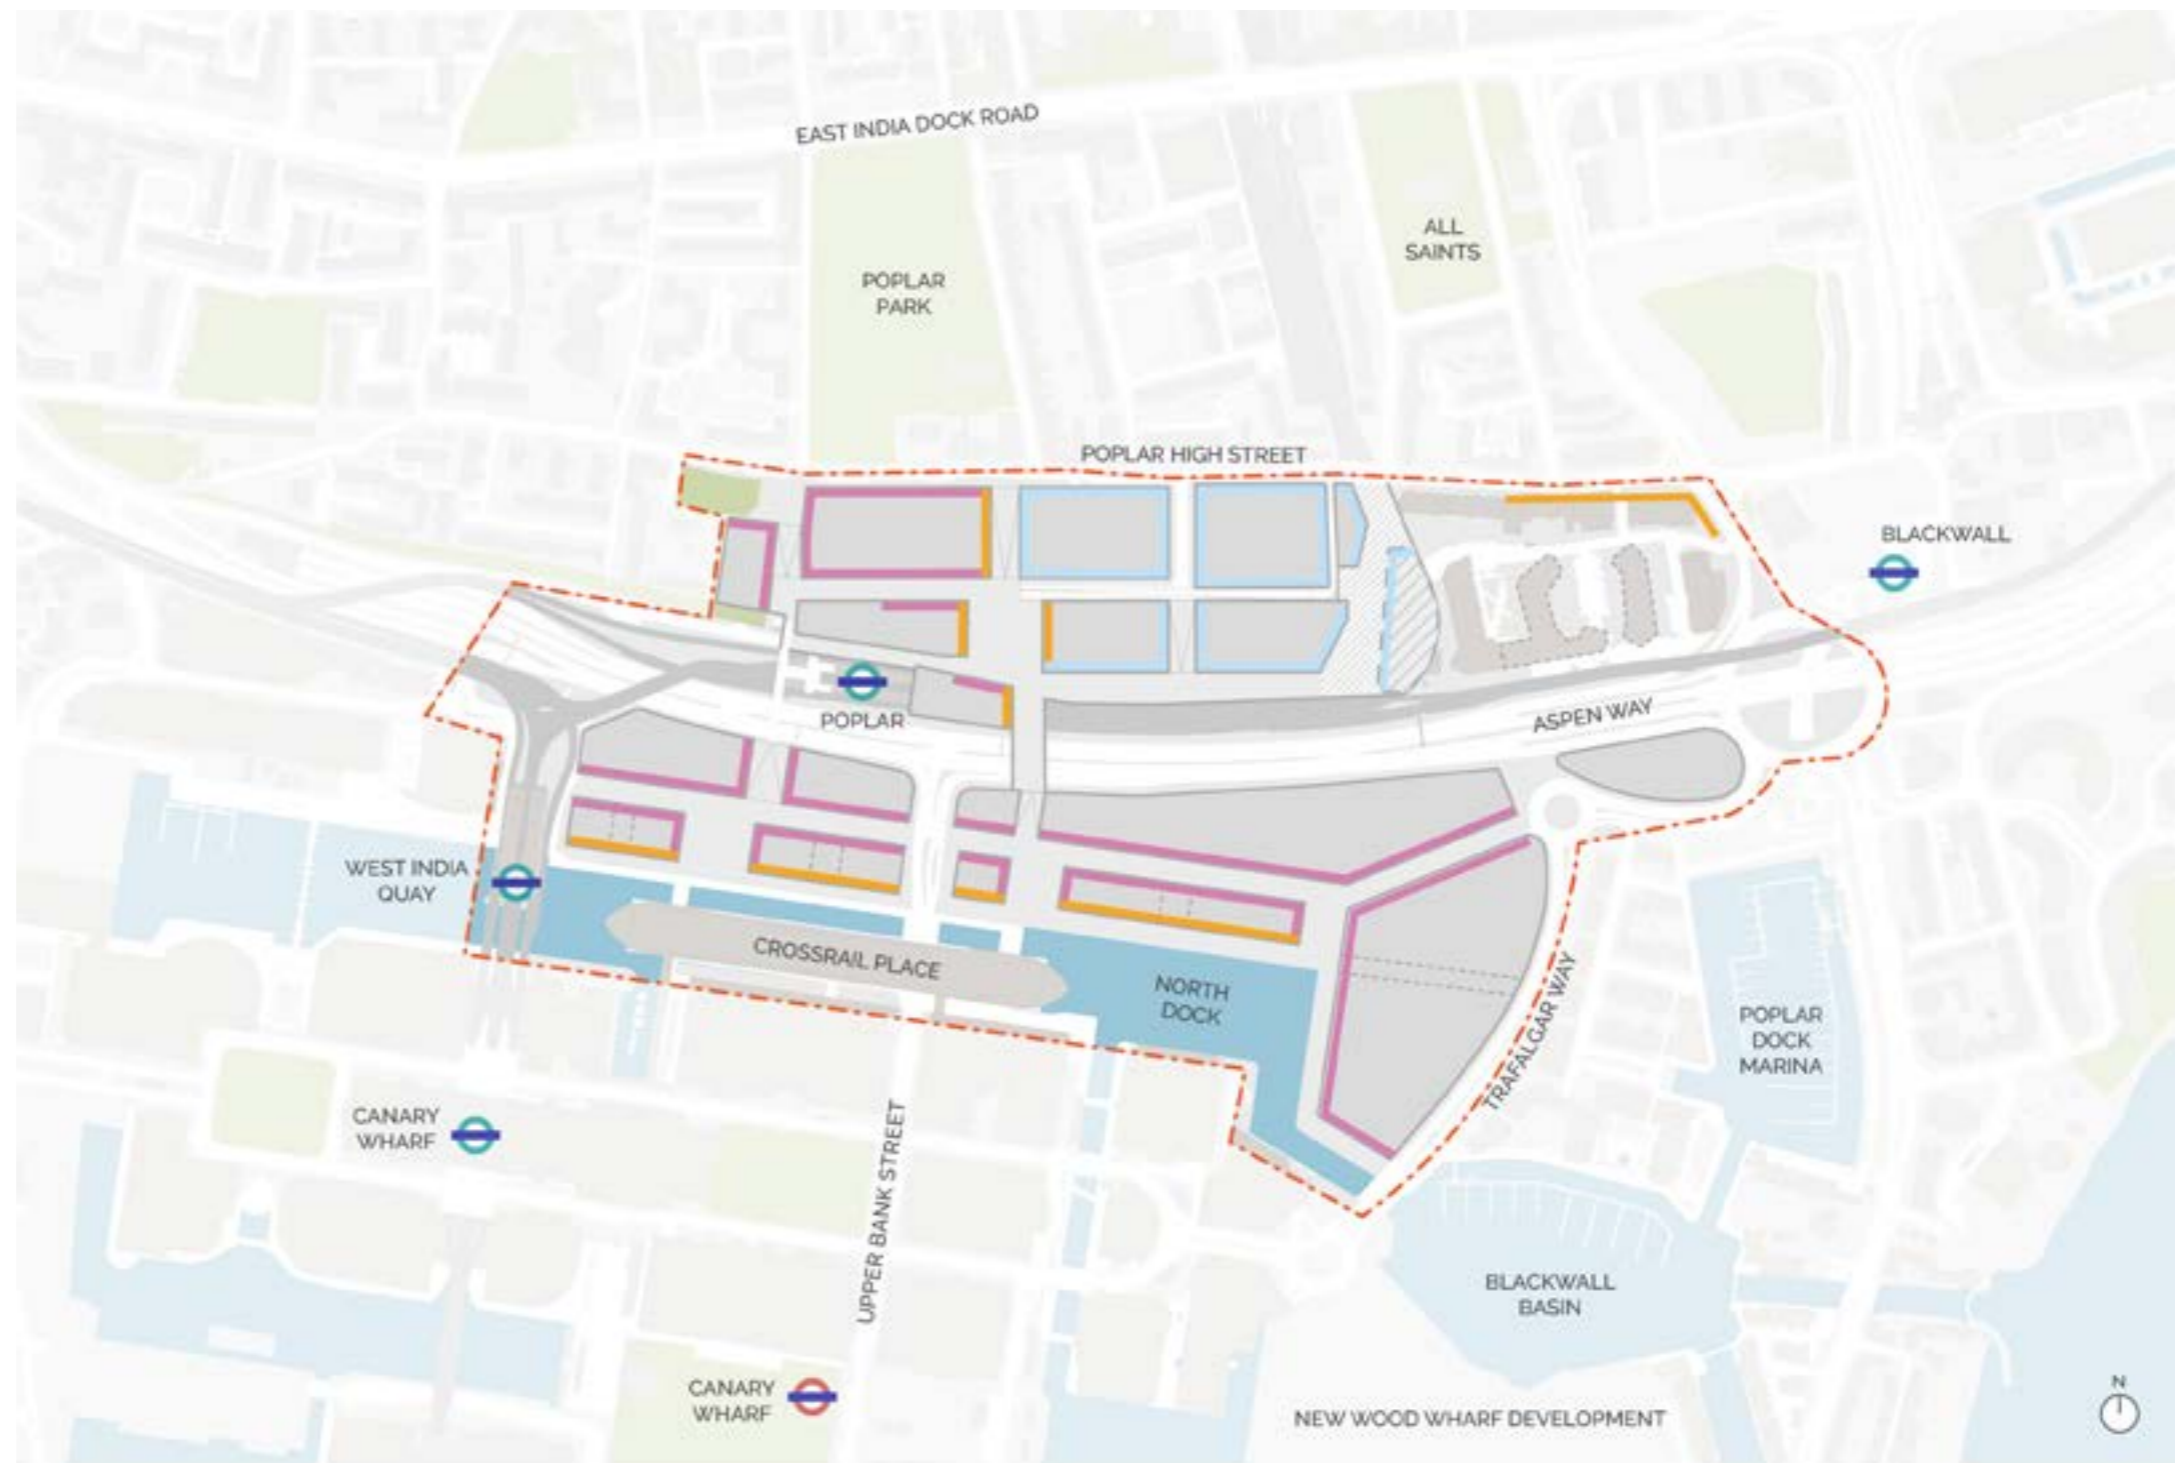 EAST INDIA DOCK ROAD
ALL
SAINTS
POPLAR
PARK
POPLAR HIGH STREET
BLACKWALL
POPLAR
ASPEN WAY
WEST INDIA
QUAY
CROSSRAIL PLACE
NORTH
DOCK
TRAFALGAR WAY
POPLAR
DOCK
MARINA
CANARY
WHARF
UPPER BANK STREET
BLACKWALL
BASIN
CANARY
WHARF
NEW WOOD WHARF DEVELOPMENT
N